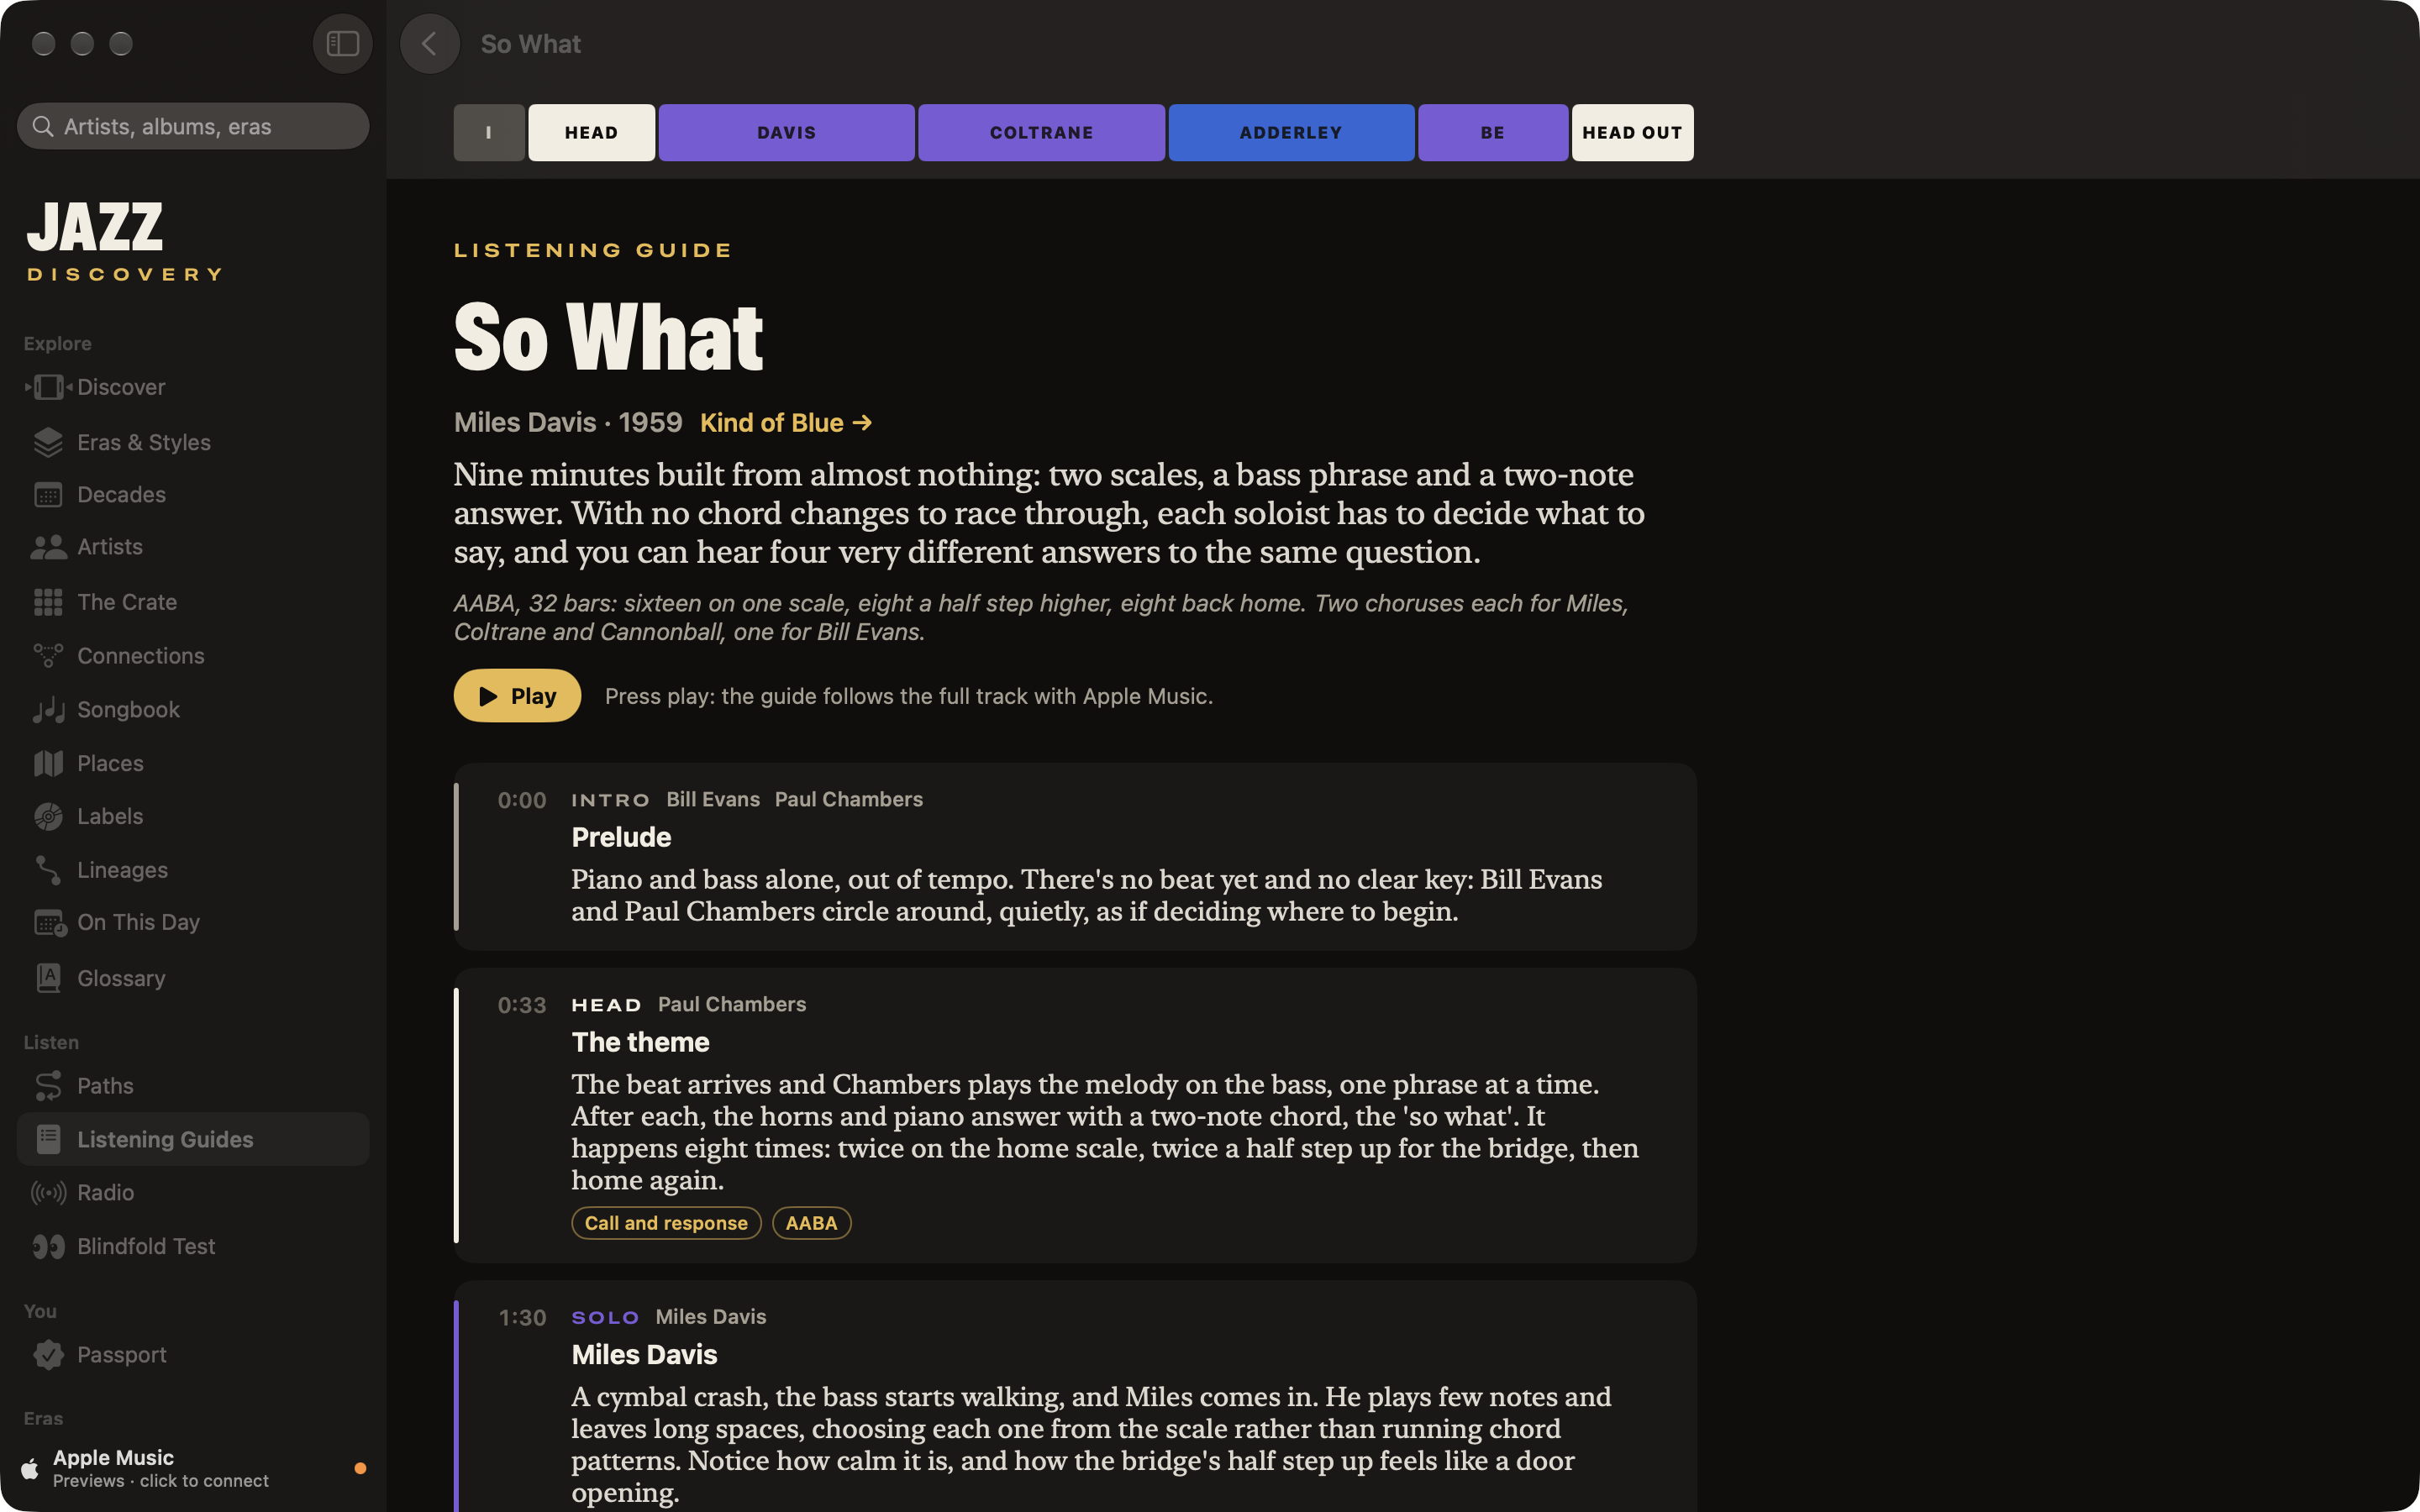 So What
Artists, albums, eras
I
HEAD
DAVIS
COLTRANE
ADDERLEY
BE
HEAD OUT
JAZZ
DISCOVERY
Explore
Discover
Eras & Styles
Decades
Artists
The Crate
Connections
Songbook
Places
Labels
Lineages
On This Day
Glossary
Listen
Paths
Listening Guides
Radio
Blindfold Test
You
Passport
Eras
Apple Music
Previews · click to connect
LISTENING GUIDE
So What
Miles Davis · 1959 Kind of Blue →
Nine minutes built from almost nothing: two scales, a bass phrase and a two-note
answer. With no chord changes to race through, each soloist has to decide what to
say, and you can hear four very different answers to the same question.
AABA, 32 bars: sixteen on one scale, eight a half step higher, eight back home. Two choruses each for Miles,
Coltrane and Cannonball, one for Bill Evans.
Play
Press play: the guide follows the full track with Apple Music.
0:00 INTRO Bill Evans Paul Chambers
Prelude
Piano and bass alone, out of tempo. There's no beat yet and no clear key: Bill Evans
and Paul Chambers circle around, quietly, as if deciding where to begin.
0:33 HEAD Paul Chambers
The theme
The beat arrives and Chambers plays the melody on the bass, one phrase at a time.
After each, the horns and piano answer with a two-note chord, the 'so what'. It
happens eight times: twice on the home scale, twice a half step up for the bridge, then
home again.
Call and response AABA
1:30 SOLO Miles Davis
Miles Davis
A cymbal crash, the bass starts walking, and Miles comes in. He plays few notes and
leaves long spaces, choosing each one from the scale rather than running chord
patterns. Notice how calm it is, and how the bridge's half step up feels like a door
opening.